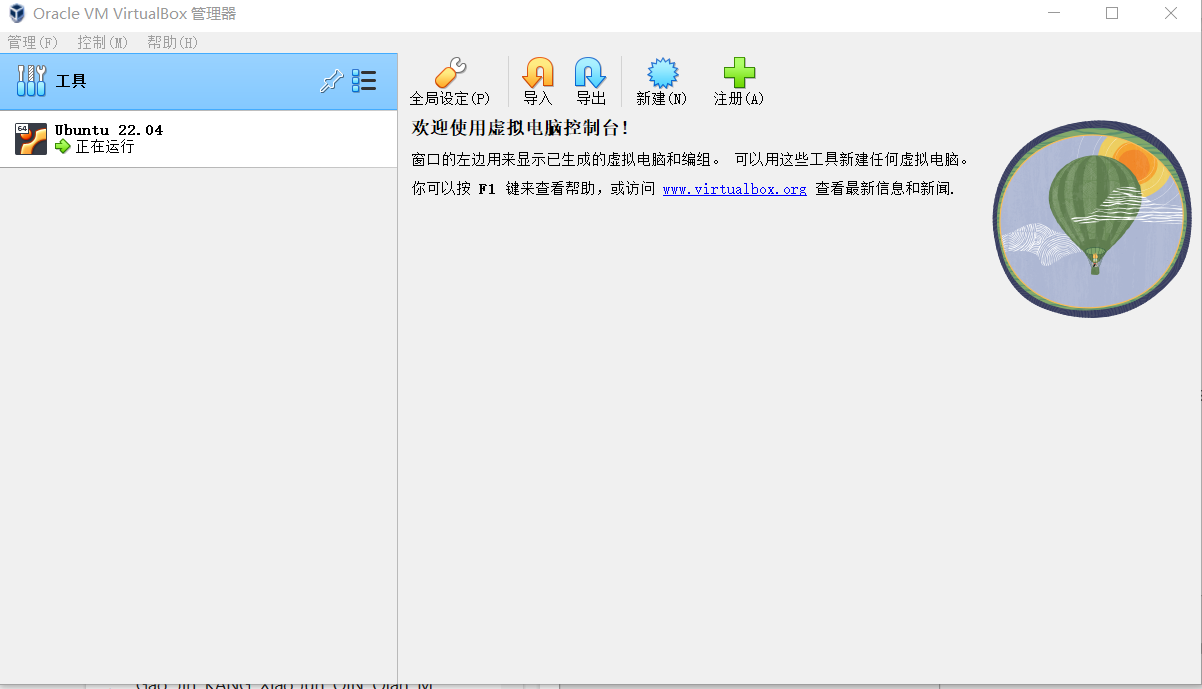 Oracle VM VirtualBox 管理器
管理(F) 控制(M) 帮助(H)
工具
全局设定(P) 导入 导出 新建(N) 注册(A)
64
Ubuntu 22.04
正在运行
欢迎使用虚拟电脑控制台!
窗口的左边用来显示已生成的虚拟电脑和编组。 可以用这些工具新建任何虚拟电脑。
你可以按 F1 键来查看帮助，或访问 www.virtualbox.org 查看最新信息和新闻.